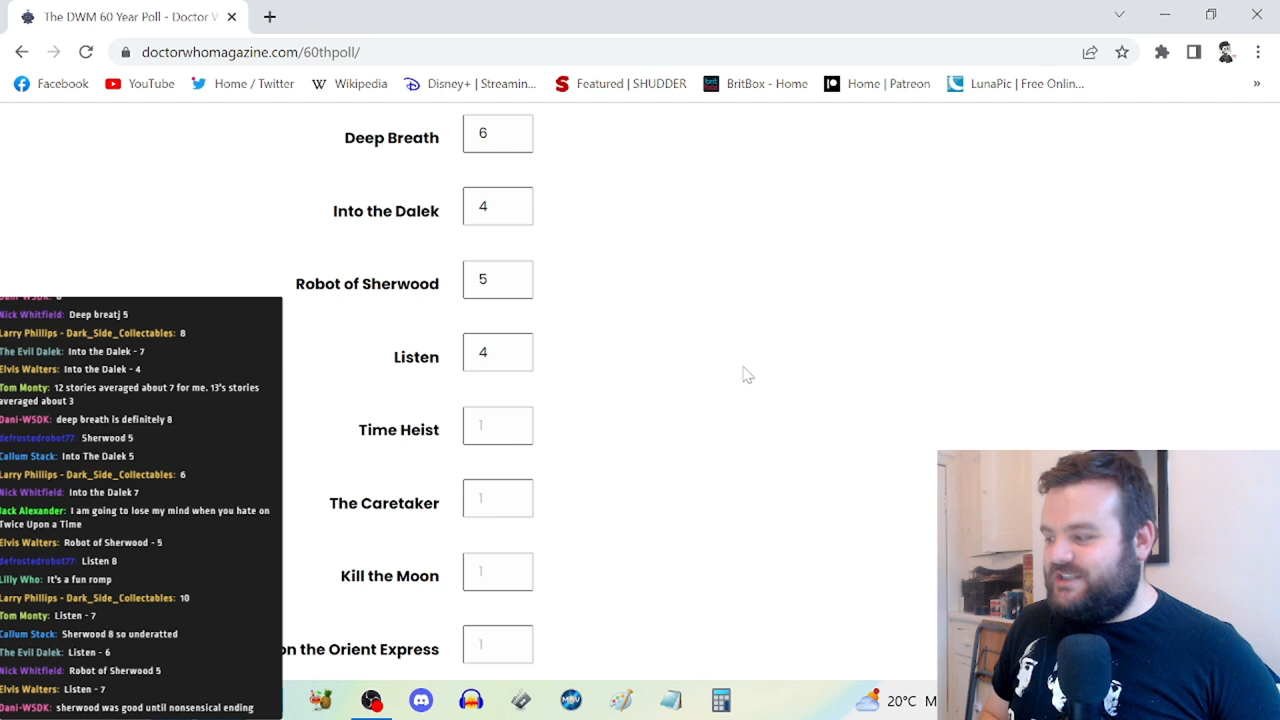 The DWM 60 Year Poll - Doctor W
doctorwhomagazine.com/60thpoll/
Facebook YouTube Home / Twitter Wikipedia Disney+ | Streamin... Featured | SHUDDER BritBox - Home Home | Patreon LunaPic | Free Onlin... »
Deep Breath 6
Into the Dalek 4
Robot of Sherwood 5
Listen 4
Time Heist 1
The Caretaker 1
Kill the Moon 1
on the Orient Express 1
Dani-WSDK:
Nick Whitfield: Deep breatj 5
Larry Phillips - Dark_Side_Collectables: 8
The Evil Dalek: Into the Dalek - 7
Elvis Walters: Into the Dalek - 4
Tom Monty: 12 stories averaged about 7 for me. 13's stories
averaged about 3
Dani-WSDK: deep breath is definitely 8
defrostedrobot77: Sherwood 5
Callum Stack: Into The Dalek 5
Larry Phillips - Dark_Side_Collectables: 6
Nick Whitfield: Into the Dalek 7
Jack Alexander: I am going to lose my mind when you hate on
Twice Upon a Time
Elvis Walters: Robot of Sherwood - 5
defrostedrobot77: Listen 8
Lilly Who: It's a fun romp
Larry Phillips - Dark_Side_Collectables: 10
Tom Monty: Listen - 7
Callum Stack: Sherwood 8 so underatted
The Evil Dalek: Listen - 6
Nick Whitfield: Robot of Sherwood 5
Elvis Walters: Listen - 7
Dani-WSDK: sherwood was good until nonsensical ending
20°C M